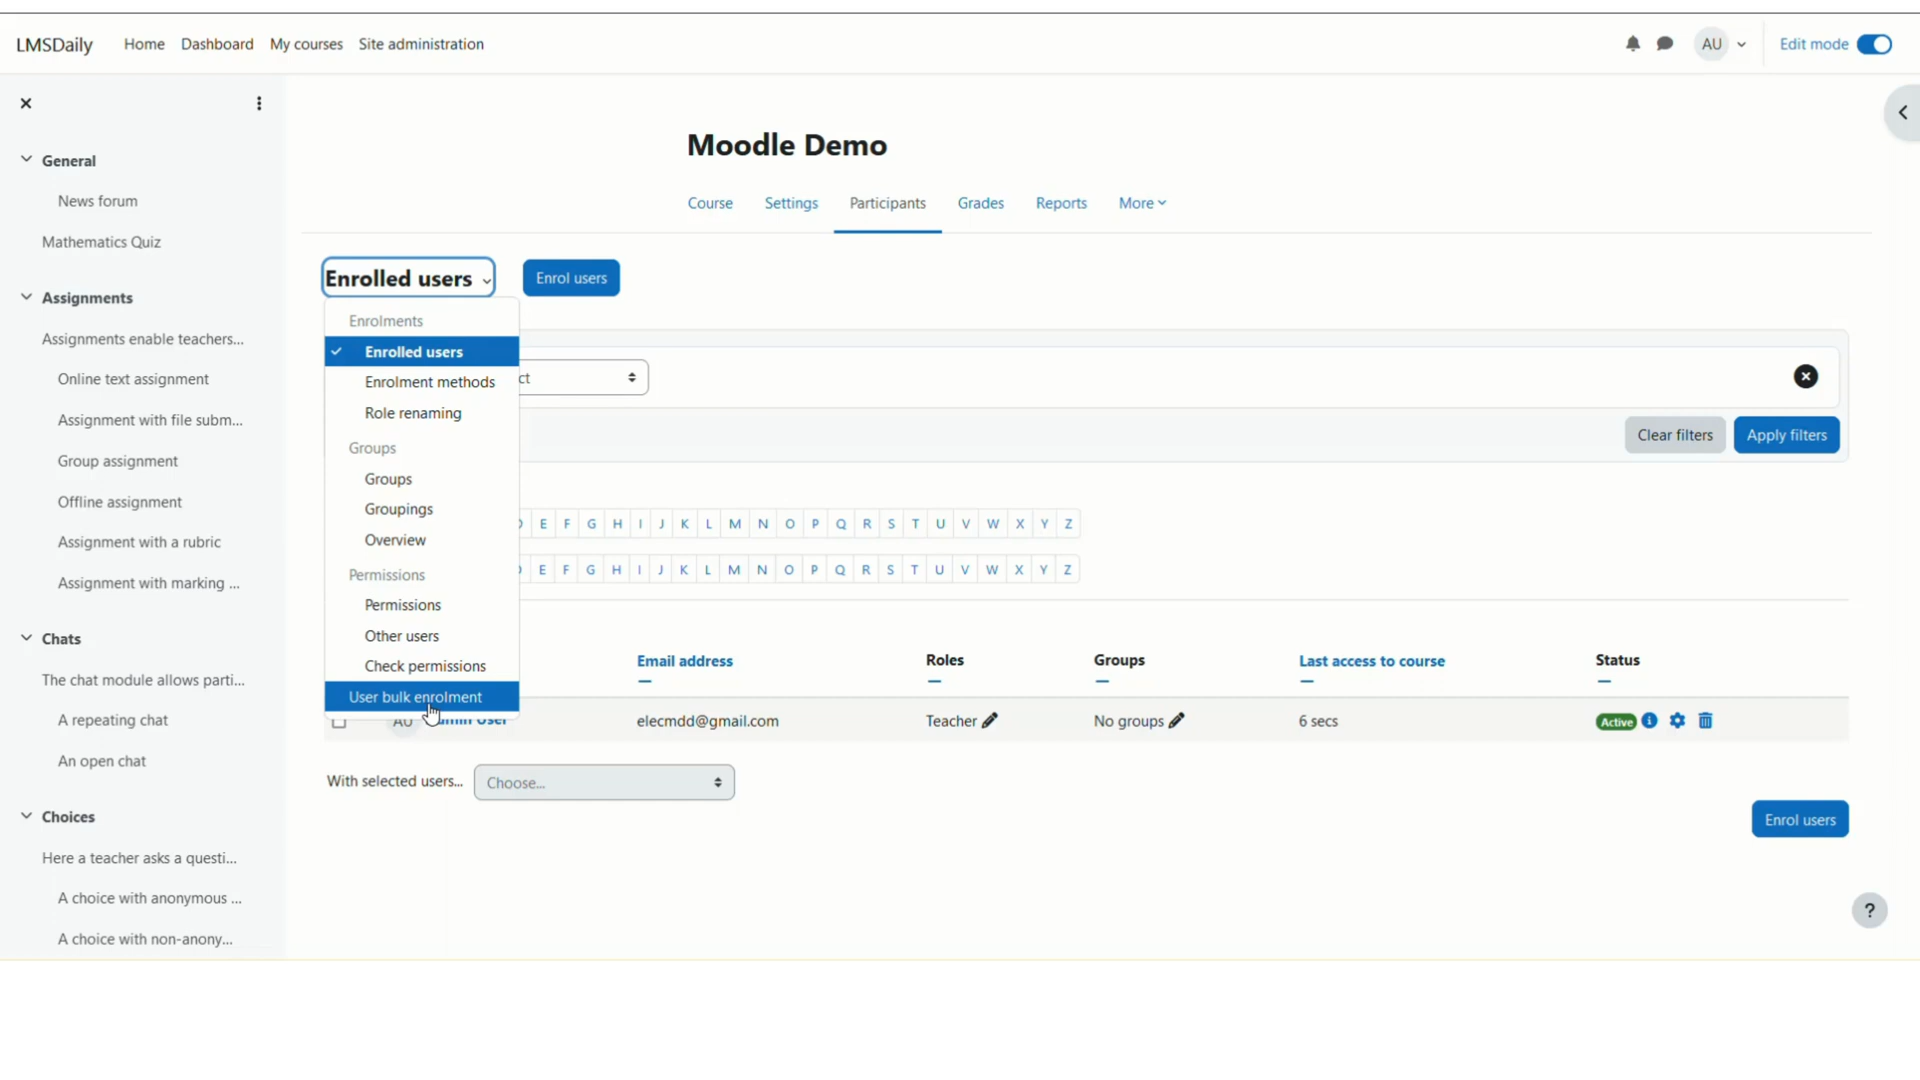 LMSDaily Home Dashboard My courses Site administration AU Edit mode
General
News forum
Mathematics Quiz
Assignments
Assignments enable teachers...
Online text assignment
Assignment with file subm...
Group assignment
Offline assignment
Assignment with a rubric
Assignment with marking ...
Chats
The chat module allows parti...
A repeating chat
An open chat
Choices
Here a teacher asks a questi...
A choice with anonymous ...
A choice with non-anony...
Moodle Demo
Course Settings Participants Grades Reports More
Enrolled users Enrol users
Enrolments
Enrolled users
Enrolment methods
Role renaming
Groups
Groups
Groupings
Overview
Permissions
Permissions
Other users
Check permissions
User bulk enrolment
ct
Clear filters Apply filters
E F G H I J K L M N O P Q R S T U V W X Y Z
E F G H I J K L M N O P Q R S T U V W X Y Z
Email address Roles Groups Last access to course Status
AU User elecmdd@gmail.com Teacher No groups 6 secs Active
With selected users... Choose...
Enrol users
?